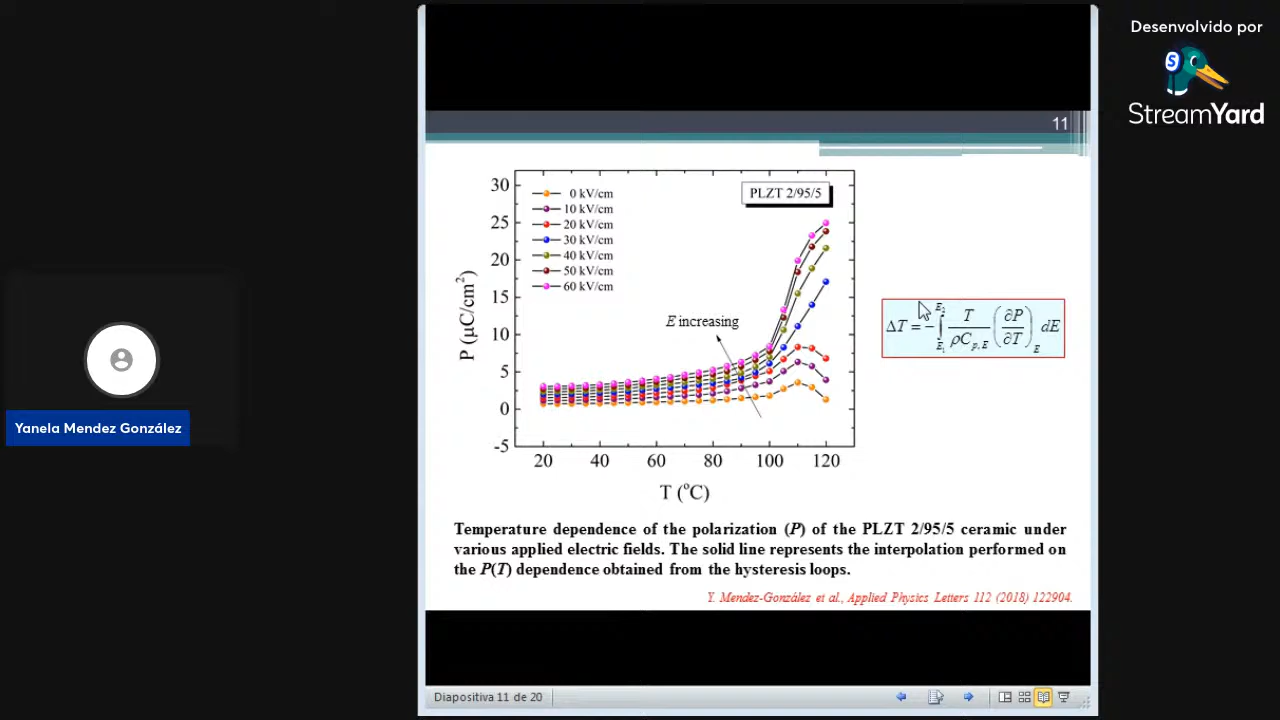 Desenvolvido por
StreamYard
11
PLZT 2/95/5
0 kV/cm
10 kV/cm
20 kV/cm
30 kV/cm
40 kV/cm
50 kV/cm
60 kV/cm
E increasing
P (μC/cm²)
30
25
20
15
10
5
0
-5
20 40 60 80 100 120
T (°C)
ΔT = −∫_{E₁}^{E₂} T/(ρC_{p,E}) (∂P/∂T)_E dE
Yanela Mendez González
Temperature dependence of the polarization (P) of the PLZT 2/95/5 ceramic under
various applied electric fields. The solid line represents the interpolation performed on
the P(T) dependence obtained from the hysteresis loops.
Y. Mendez-González et al., Applied Physics Letters 112 (2018) 122904.
Diapositiva 11 de 20